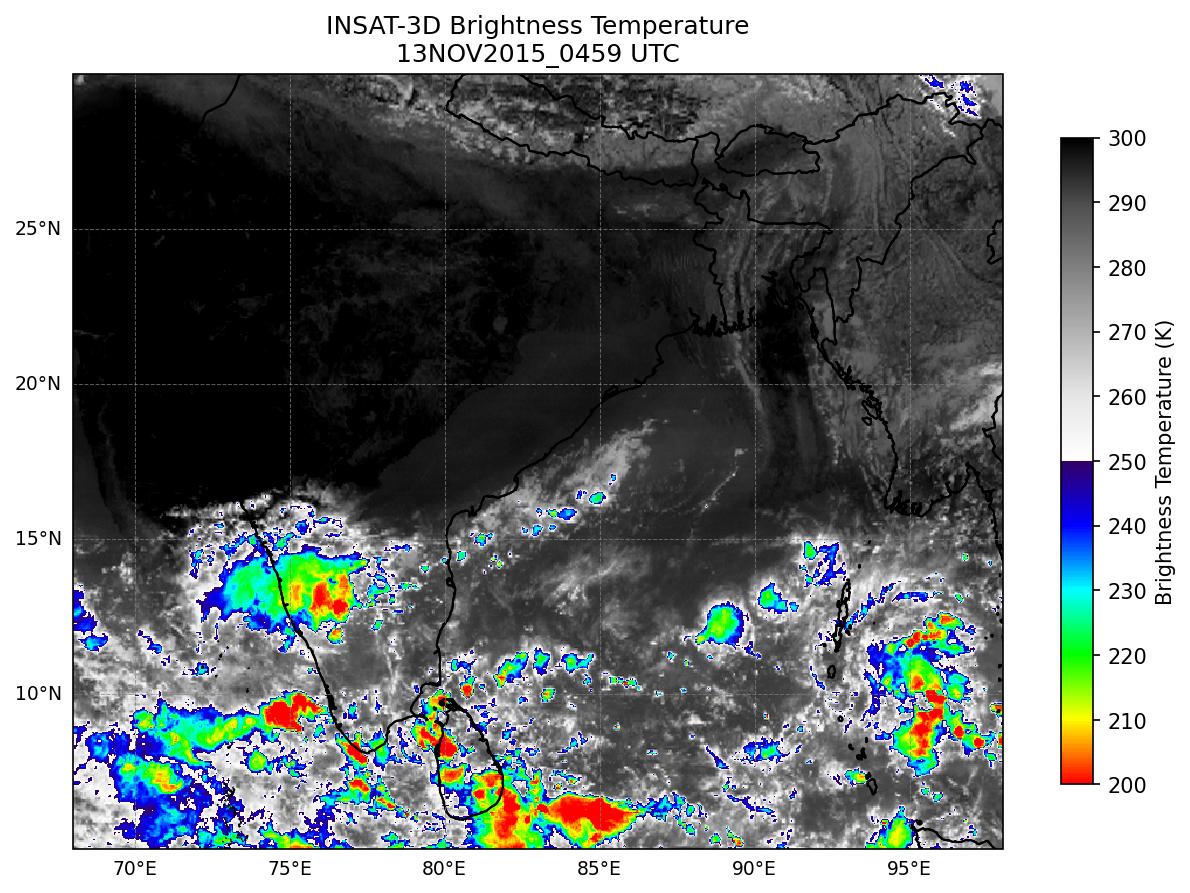 INSAT-3D Brightness Temperature
13NOV2015_0459 UTC
25°N
20°N
15°N
10°N
70°E
75°E
80°E
85°E
90°E
95°E
300
290
280
270
260
250
240
230
220
210
200
Brightness Temperature (K)